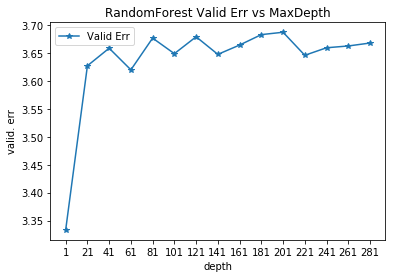 RandomForest Valid Err vs MaxDepth
Valid Err
3.70
3.65
3.60
3.55
3.50
3.45
3.40
3.35
valid. err
1 21 41 61 81 101 121 141 161 181 201 221 241 261 281
depth